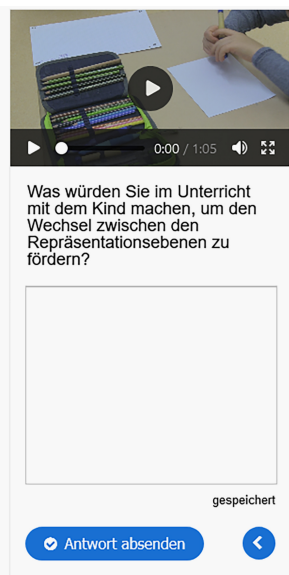 0:00 / 1:05
Was würden Sie im Unterricht
mit dem Kind machen, um den
Wechsel zwischen den
Repräsentationsebenen zu
fördern?
gespeichert
Antwort absenden